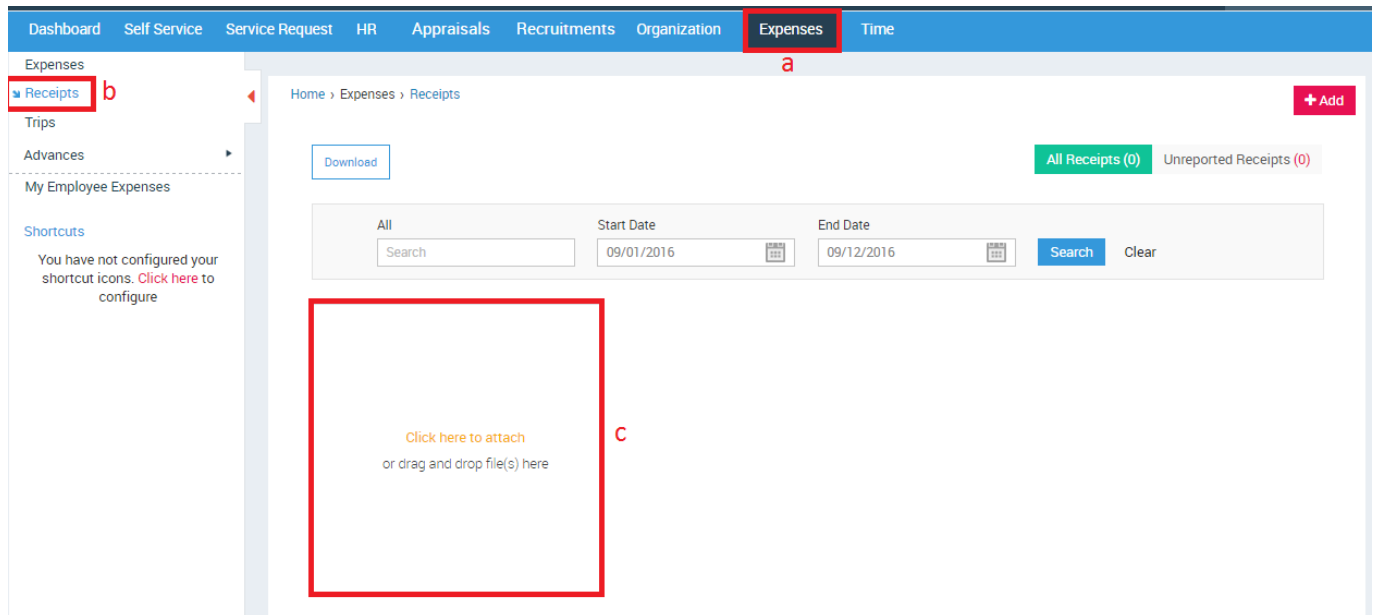 Dashboard Self Service Service Request HR Appraisals Recruitments Organization Expenses Time
a
Expenses
Receipts b
Trips
Advances
My Employee Expenses
Shortcuts
You have not configured your
shortcut icons. Click here to
configure
Home › Expenses › Receipts
+ Add
Download
All Receipts (0) Unreported Receipts (0)
All Start Date End Date
Search 09/01/2016 09/12/2016 Search Clear
Click here to attach
or drag and drop file(s) here
c